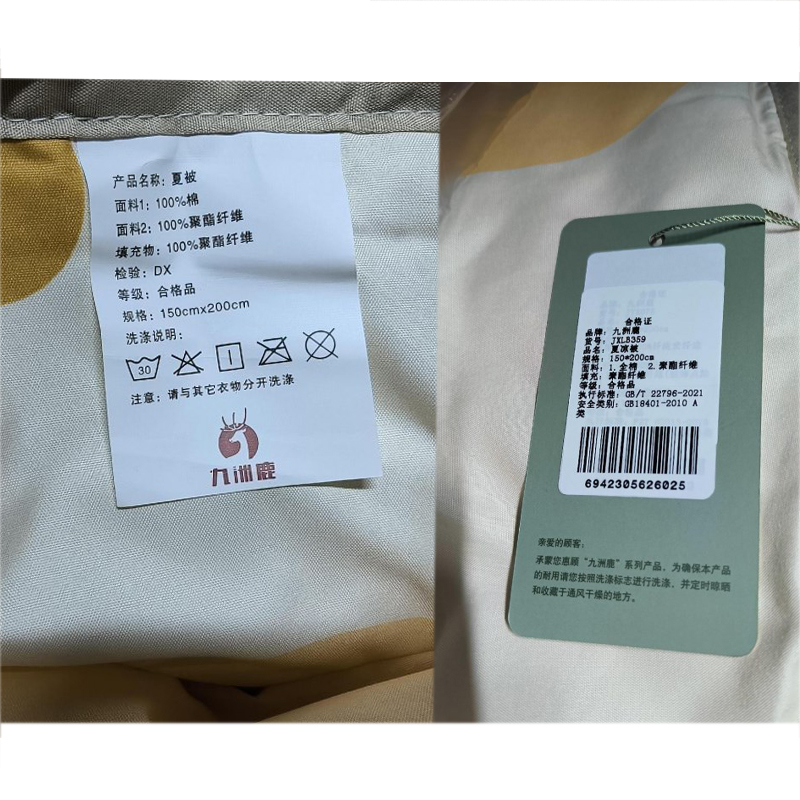 产品名称：夏被
面料1：100%棉
面料2：100%聚酯纤维
填充物：100%聚酯纤维
检验：DX
等级：合格品
规格：150cmx200cm
洗涤说明：
30
注意：请与其它衣物分开洗涤
九洲鹿
合格证
品牌：九洲鹿
货号：JXLB359
品名：夏凉被
规格：150*200cm
面料：1.全棉 2.聚酯纤维
填充：聚酯纤维
等级：合格品
执行标准：GB/T 22796-2021
安全类别：GB18401-2010 A
类
6942305626025
亲爱的顾客：
承蒙您惠顾“九洲鹿”系列产品，为确保本产品
的耐用请您按照洗涤标志进行洗涤，并定时晾晒
和收藏于通风干燥的地方。